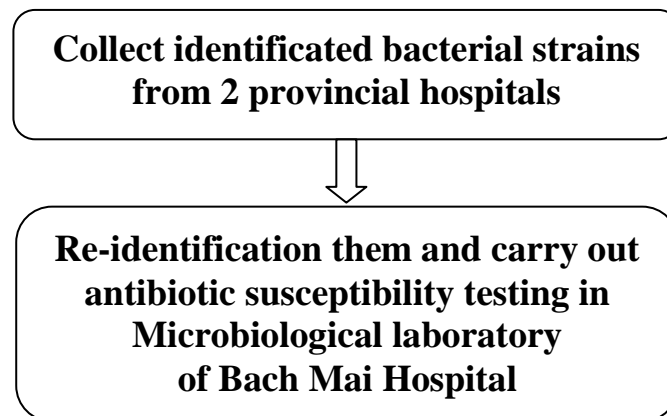 Collect identificated bacterial strains
from 2 provincial hospitals
Re-identification them and carry out
antibiotic susceptibility testing in
Microbiological laboratory
of Bach Mai Hospital